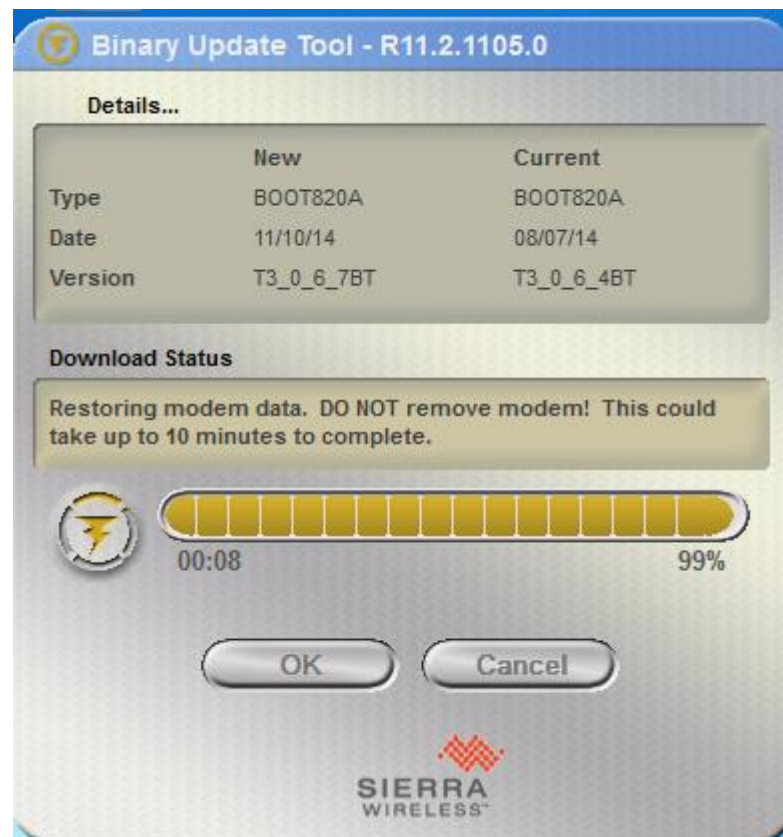 Binary Update Tool - R11.2.1105.0
Details...
New Current
Type BOOT820A BOOT820A
Date 11/10/14 08/07/14
Version T3_0_6_7BT T3_0_6_4BT
Download Status
Restoring modem data. DO NOT remove modem! This could
take up to 10 minutes to complete.
00:08 99%
OK Cancel
SIERRA
WIRELESS™